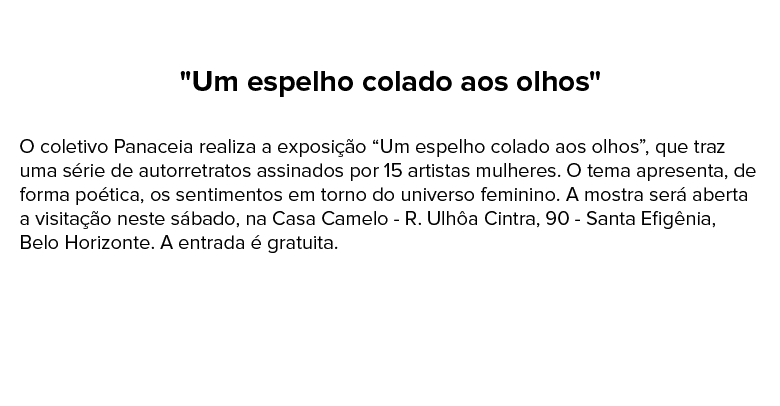 "Um espelho colado aos olhos"
O coletivo Panaceia realiza a exposição “Um espelho colado aos olhos”, que traz
uma série de autorretratos assinados por 15 artistas mulheres. O tema apresenta, de
forma poética, os sentimentos em torno do universo feminino. A mostra será aberta
a visitação neste sábado, na Casa Camelo - R. Ulhôa Cintra, 90 - Santa Efigênia,
Belo Horizonte. A entrada é gratuita.